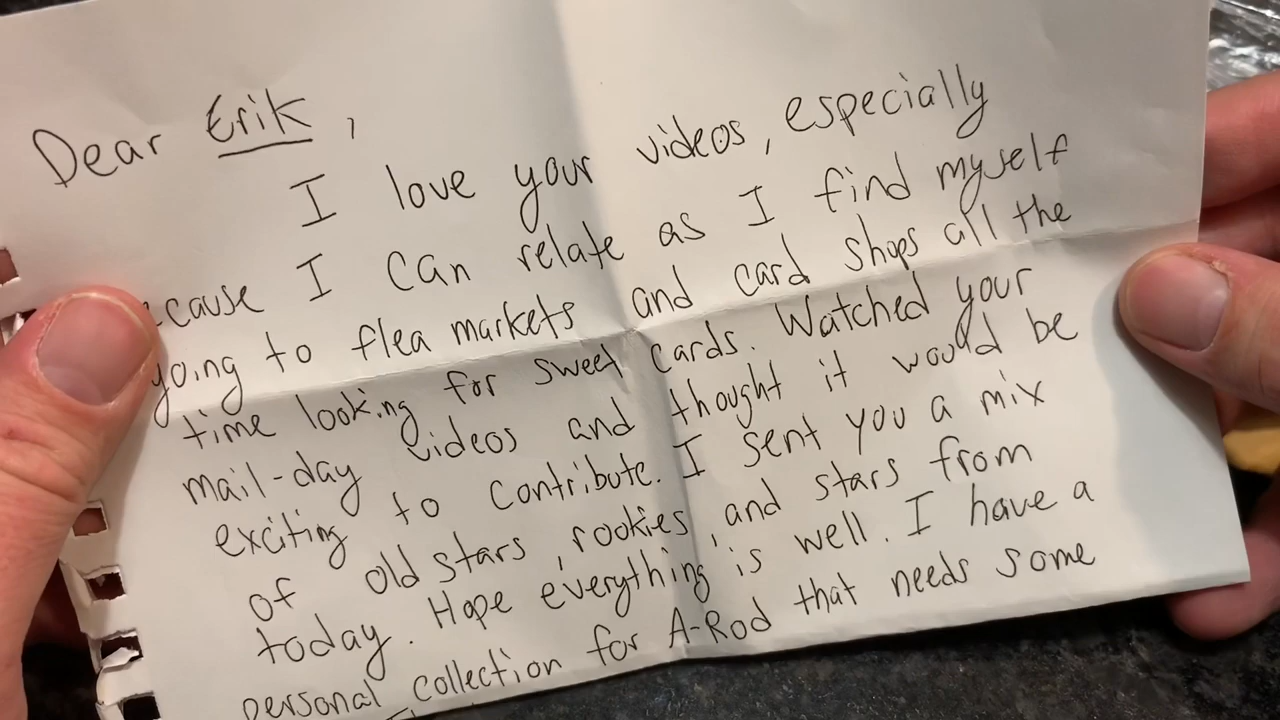 Dear Erik,
I love your videos, especially
cause I can relate as I find myself
going to flea markets and card shops all the
time looking for sweet cards. Watched your
mail-day videos and thought it would be
exciting to contribute. I sent you a mix
of old stars, rookies, and stars from
today. Hope everything is well. I have a
personal collection for A-Rod that needs some